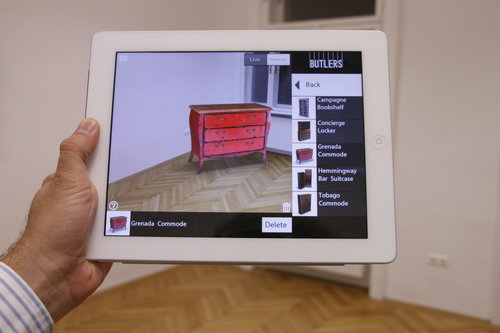 Live
Freeze
BUTLERS
Back
Campagne
Bookshelf
Concierge
Locker
Grenada
Commode
Hemmingway
Bar Suitcase
Tobago
Commode
Grenada Commode
Delete